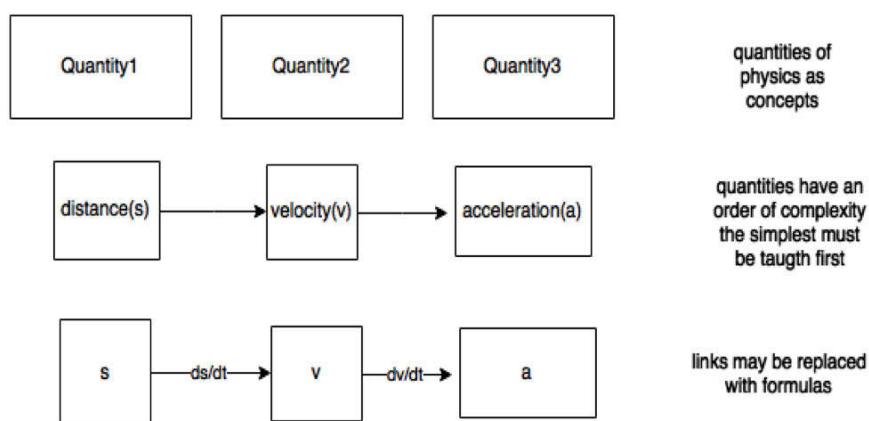 Quantity1
Quantity2
Quantity3
quantities of
physics as
concepts
distance(s)
velocity(v)
acceleration(a)
quantities have an
order of complexity
the simplest must
be taugth first
s
ds/dt
v
dv/dt
a
links may be replaced
with formulas